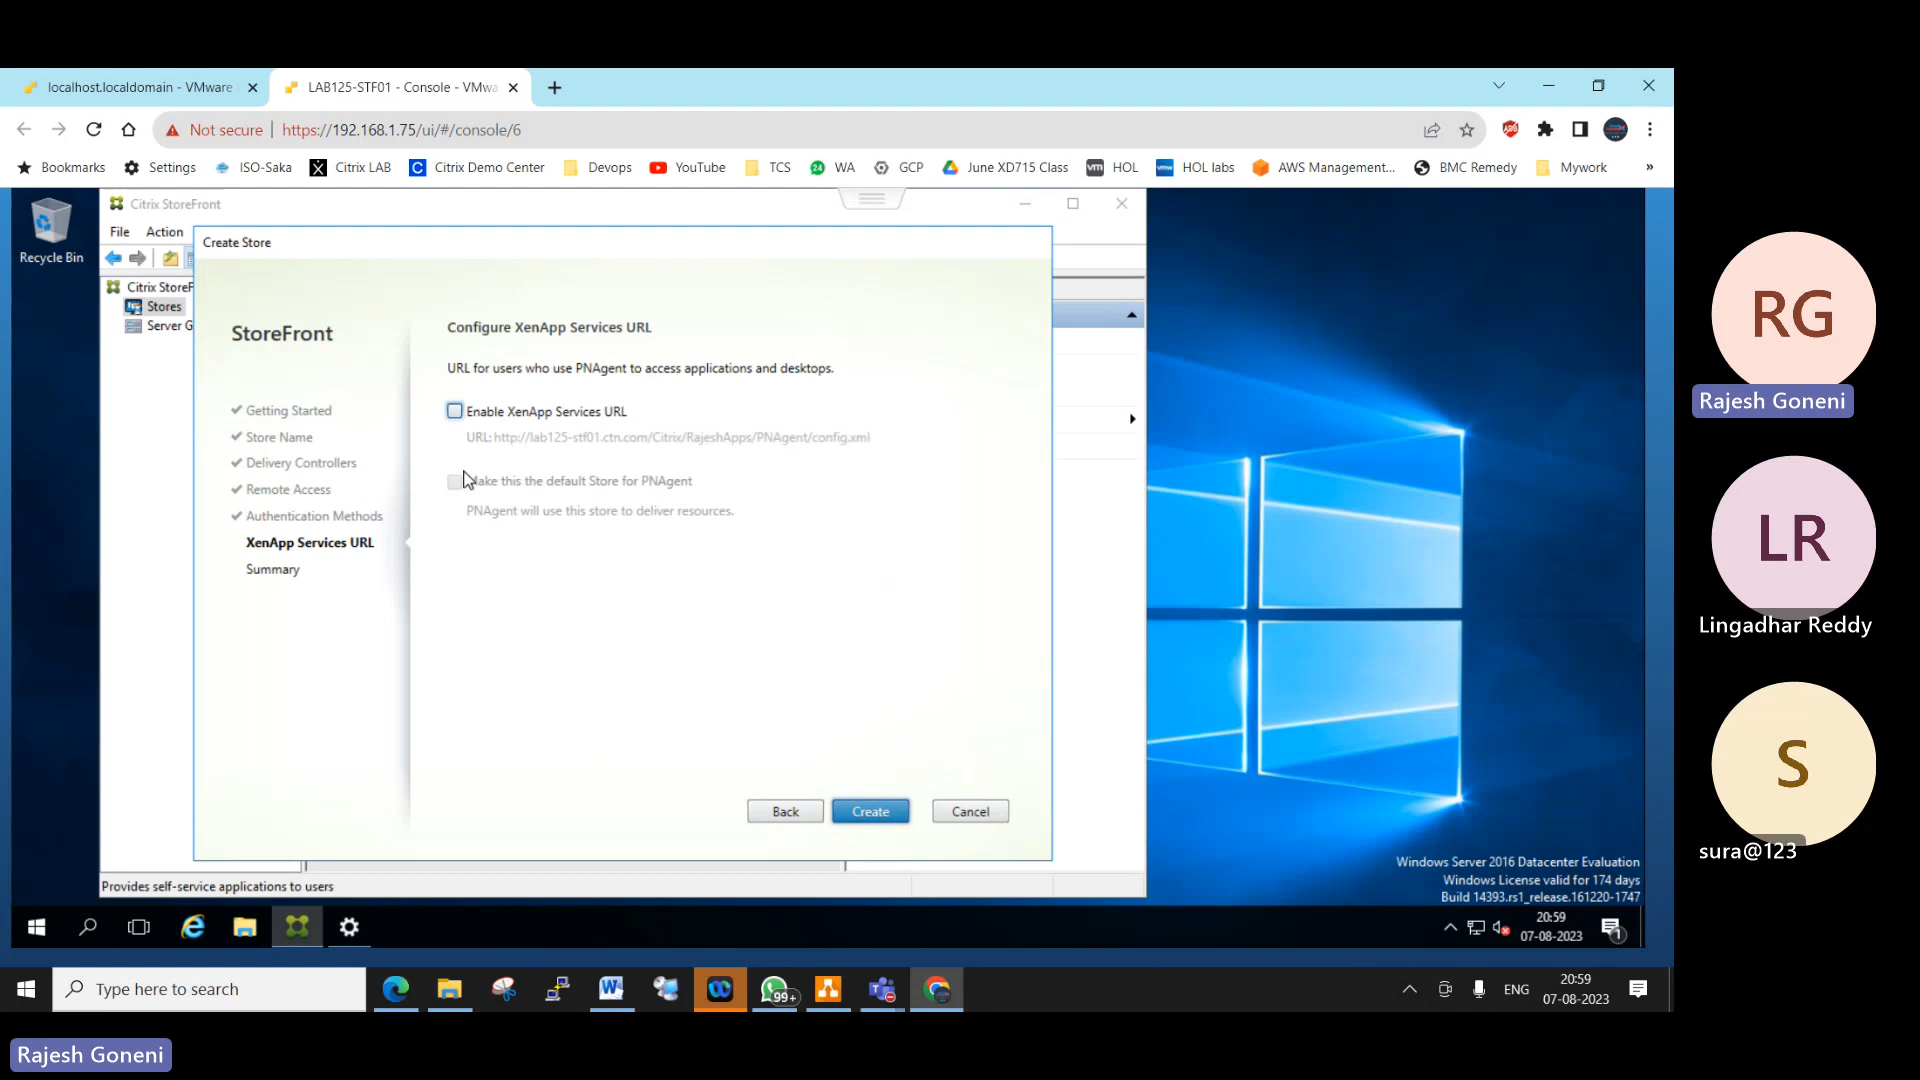 localhost.localdomain - VMware
LAB125-STF01 - Console - VMwa
Not secure
https://192.168.1.75/ui/#/console/6
Bookmarks
Settings
ISO-Saka
Citrix LAB
Citrix Demo Center
Devops
YouTube
TCS
24
WA
GCP
June XD715 Class
vm
HOL
vmw
HOL labs
AWS Management...
BMC Remedy
Mywork
»
Recycle Bin
Citrix StoreFront
File
Action
Create Store
Citrix StoreF
Stores
Server G
StoreFront
Getting Started
Store Name
Delivery Controllers
Remote Access
Authentication Methods
XenApp Services URL
Summary
Configure XenApp Services URL
URL for users who use PNAgent to access applications and desktops.
Enable XenApp Services URL
URL: http://lab125-stf01.ctn.com/Citrix/RajeshApps/PNAgent/config.xml
ake this the default Store for PNAgent
PNAgent will use this store to deliver resources.
Back
Create
Cancel
Provides self-service applications to users
Windows Server 2016 Datacenter Evaluation
Windows License valid for 174 days
Build 14393.rs1_release.161220-1747
20:59
07-08-2023
1
Type here to search
99+
ENG
20:59
07-08-2023
RG
Rajesh Goneni
LR
Lingadhar Reddy
S
sura@123
Rajesh Goneni